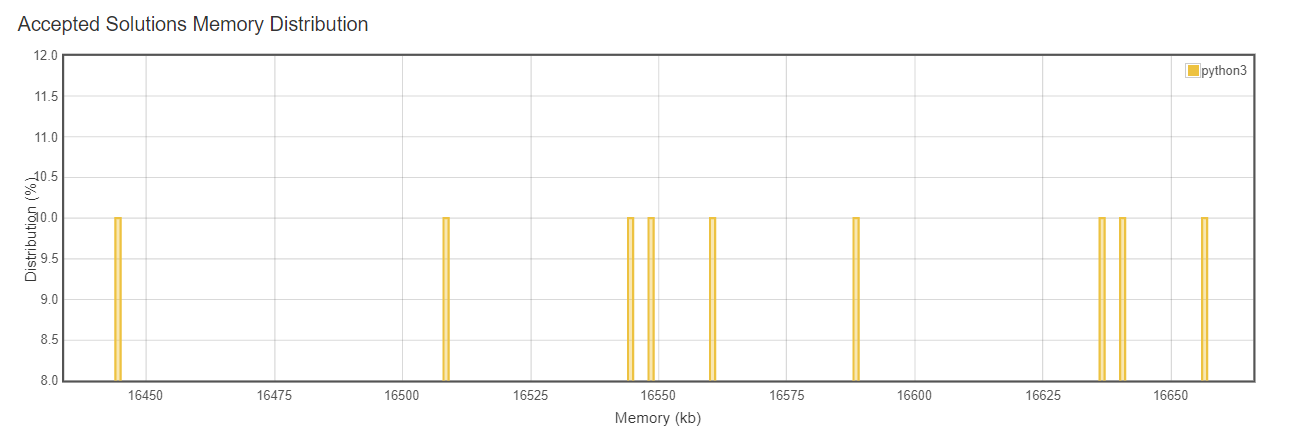 Accepted Solutions Memory Distribution
python3
Distribution (%)
12.0
11.5
11.0
10.5
10.0
9.5
9.0
8.5
8.0
16450 16475 16500 16525 16550 16575 16600 16625 16650
Memory (kb)